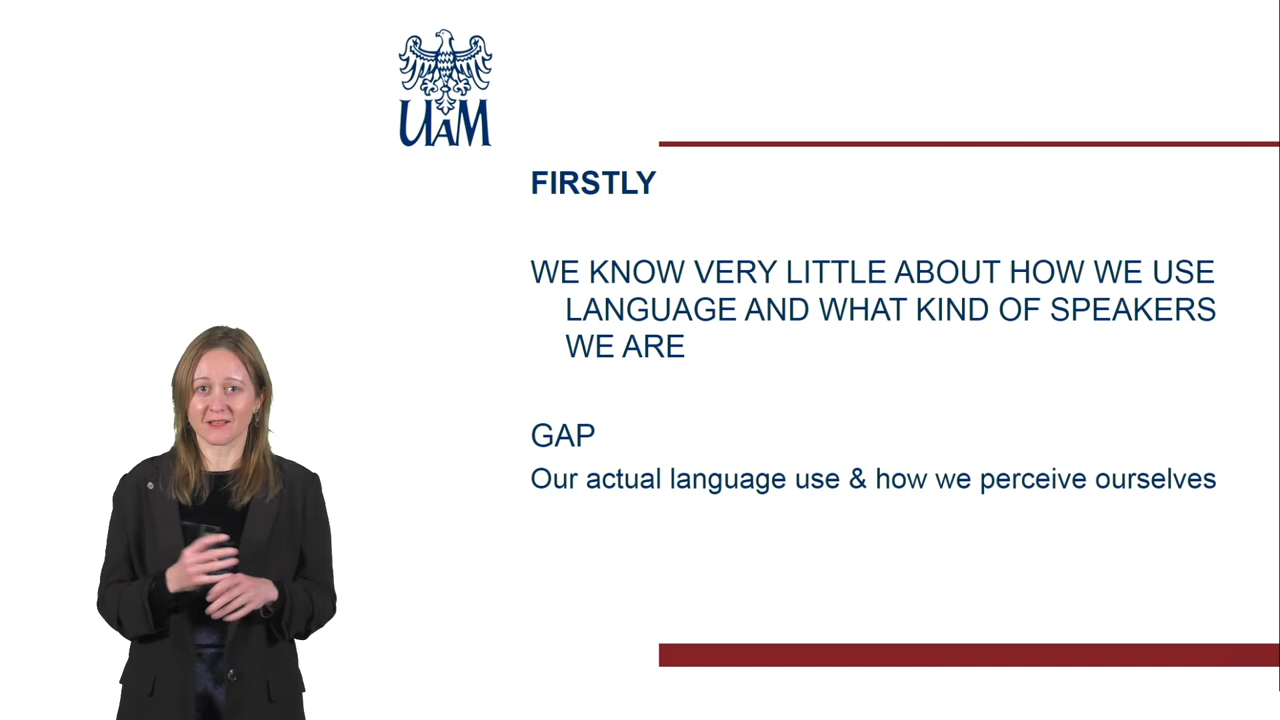 UAM
FIRSTLY
WE KNOW VERY LITTLE ABOUT HOW WE USE
LANGUAGE AND WHAT KIND OF SPEAKERS
WE ARE
GAP
Our actual language use & how we perceive ourselves